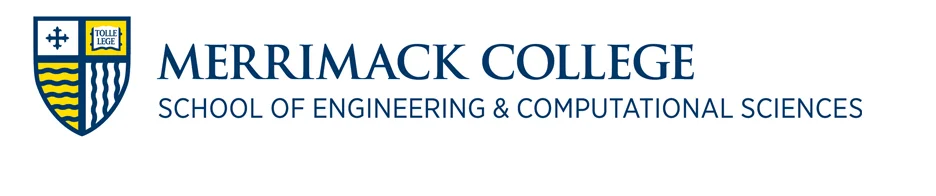 TOLLE
LEGE
MERRIMACK COLLEGE
SCHOOL OF ENGINEERING & COMPUTATIONAL SCIENCES